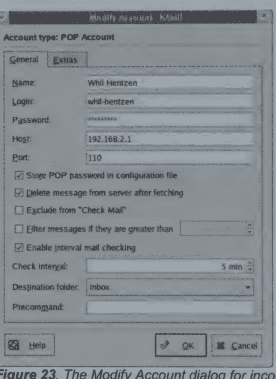 Modify account - KMail
Account type: POP Account
General Extras
Name: Whil Hentzen
Login: whil-hentzen
Password: *********
Host: 192.168.2.1
Port: 110
Store POP password in configuration file
Delete message from server after fetching
Exclude from "Check Mail"
Filter messages if they are greater than
Enable interval mail checking
Check interval: 5 min
Destination folder: inbox
Precommand:
Help OK Cancel
Figure 23. The Modify Account dialog for inco